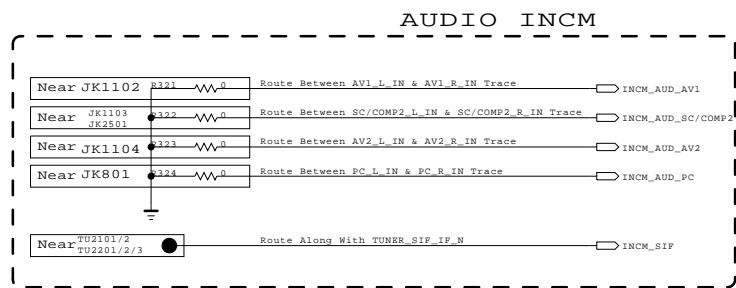 AUDIO INCM
Near JK1102 R321 0 Route Between AV1_L_IN & AV1_R_IN Trace INCM_AUD_AV1
Near JK1103 JK2501 R322 0 Route Between SC/COMP2_L_IN & SC/COMP2_R_IN Trace INCM_AUD_SC/COMP2
Near JK1104 R323 0 Route Between AV2_L_IN & AV2_R_IN Trace INCM_AUD_AV2
Near JK801 R324 0 Route Between PC_L_IN & PC_R_IN Trace INCM_AUD_PC
Near TU2101/2 TU2201/2/3 Route Along With TUNER_SIF_IF_N INCM_SIF